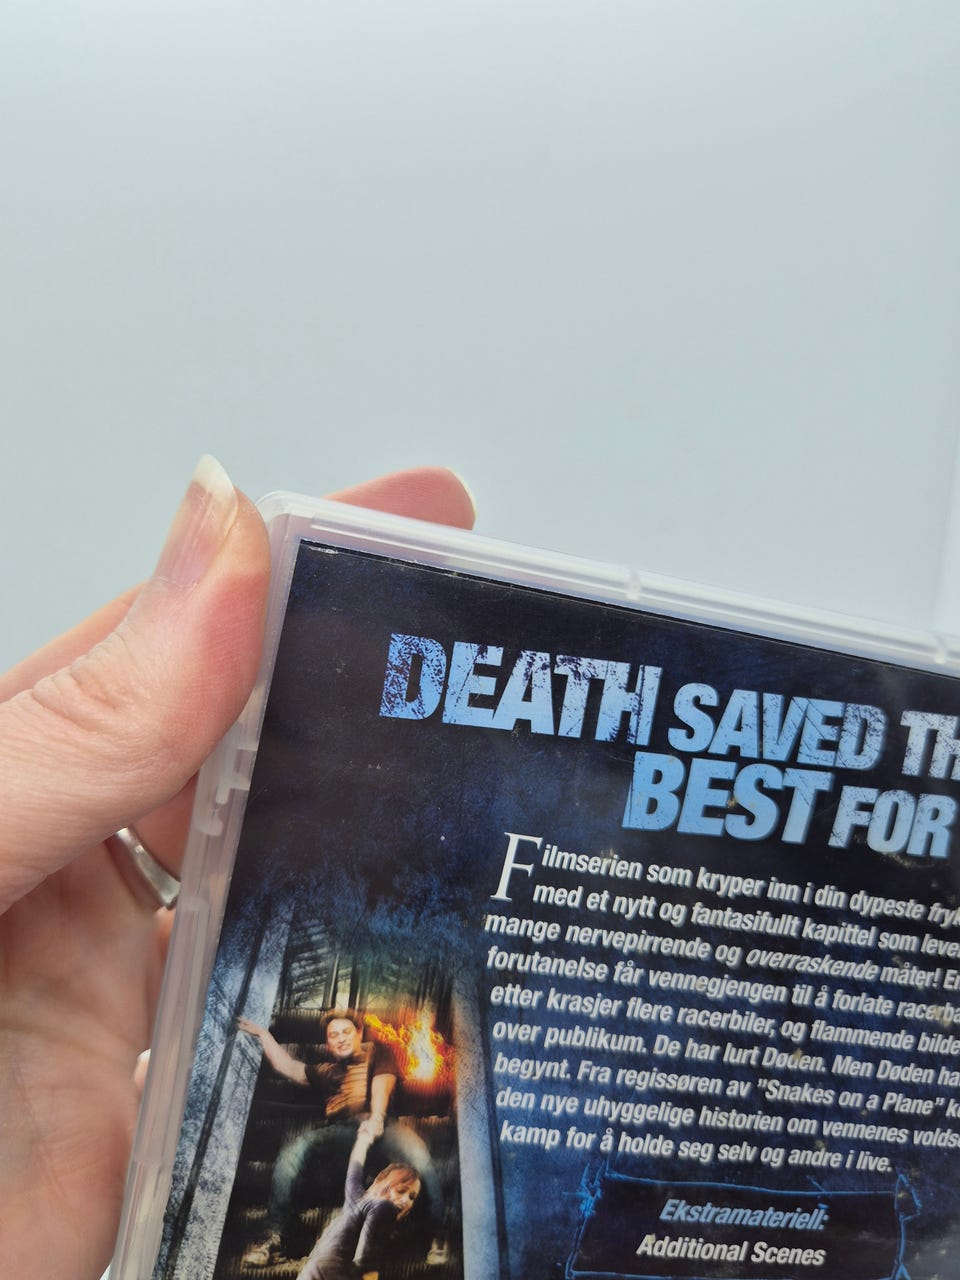 DEATH SAVED TH
BEST FOR
Filmserien som kryper inn i din dypeste fryk
med et nytt og fantasifullt kapittel som leve
mange nervepirrende og overraskende måter! En
forutanelse får vennegjengen til å forlate racerba
etter krasjer flere racerbiler, og flammende bilde
over publikum. De har lurt Døden. Men Døden ha
begynt. Fra regissøren av "Snakes on a Plane" k
den nye uhyggelige historien om vennenes volds
kamp for å holde seg selv og andre i live.
Ekstramateriell:
Additional Scenes